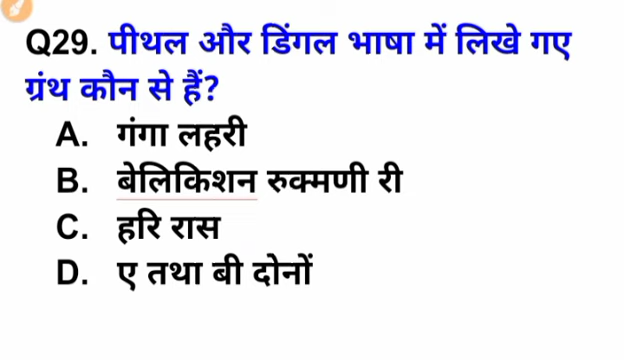 Q29. पीथल और डिंगल भाषा में लिखे गए
ग्रंथ कौन से हैं?
A. गंगा लहरी
B. बेलिकिशन रुक्मणी री
C. हरि रास
D. ए तथा बी दोनों